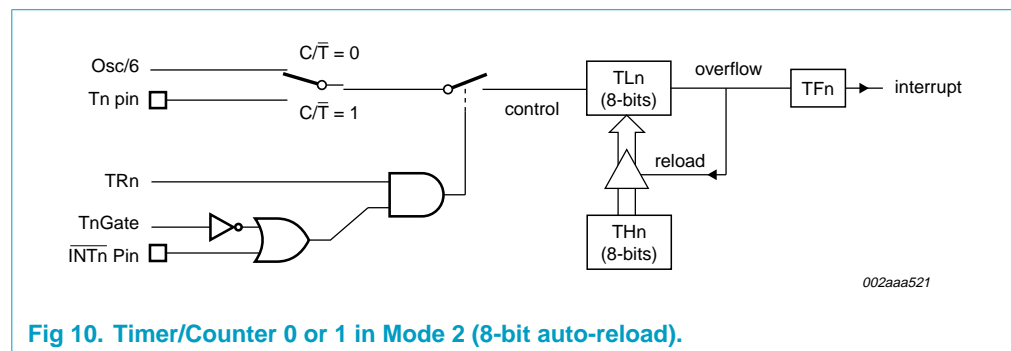 Osc/6
C/T̅ = 0
Tn pin
C/T̅ = 1
control
TLn
(8-bits)
overflow
TFn
interrupt
reload
TRn
TnGate
I̅N̅T̅n̅ Pin
THn
(8-bits)
002aaa521
Fig 10. Timer/Counter 0 or 1 in Mode 2 (8-bit auto-reload).